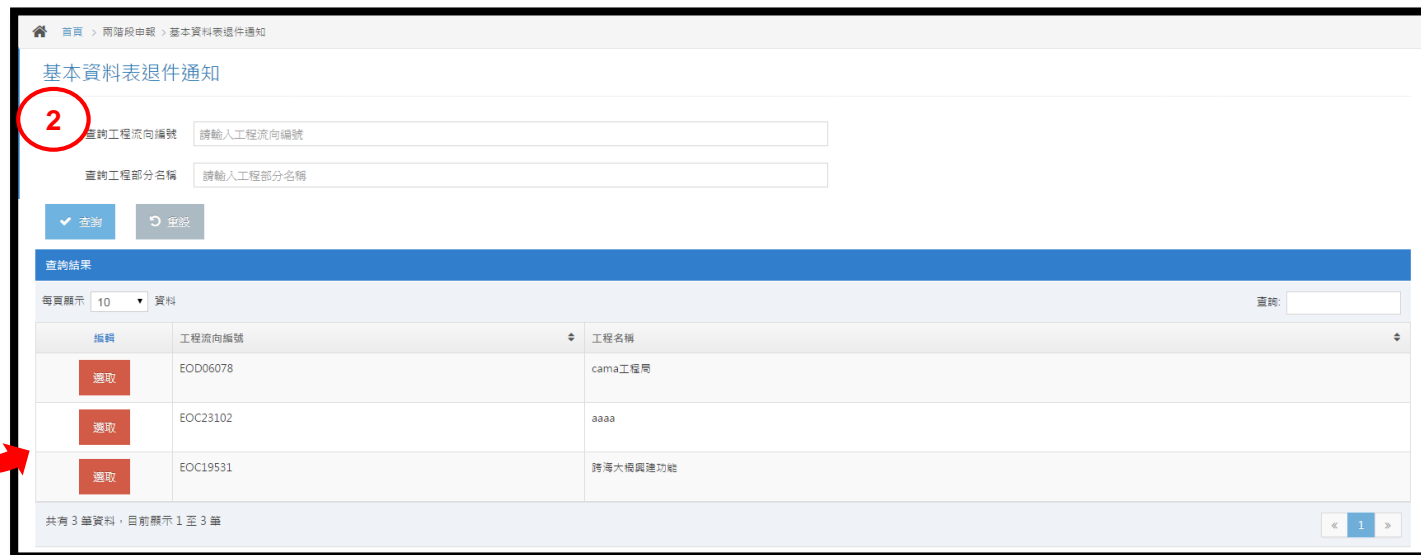 首頁 > 兩階段申報 > 基本資料表退件通知
基本資料表退件通知
2
查詢工程流向編號 請輸入工程流向編號
查詢工程部分名稱 請輸入工程部分名稱
查詢 重設
查詢結果
每頁顯示 10 資料 查詢:
編輯 工程流向編號 工程名稱
選取 EOD06078 cama工程局
選取 EOC23102 aaaa
選取 EOC19531 跨海大橋興建功能
共有 3 筆資料，目前顯示 1 至 3 筆 « 1 »